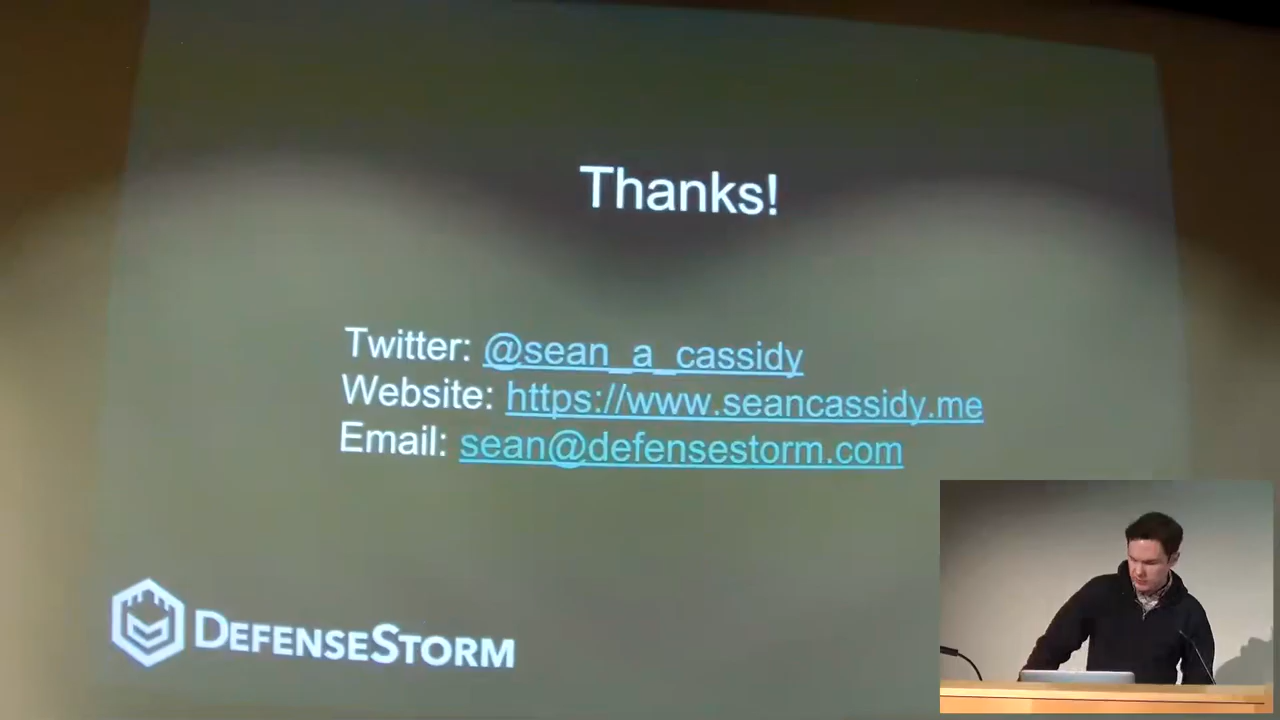 Thanks!
Twitter: @sean_a_cassidy
Website: https://www.seancassidy.me
Email: sean@defensestorm.com
DEFENSESTORM